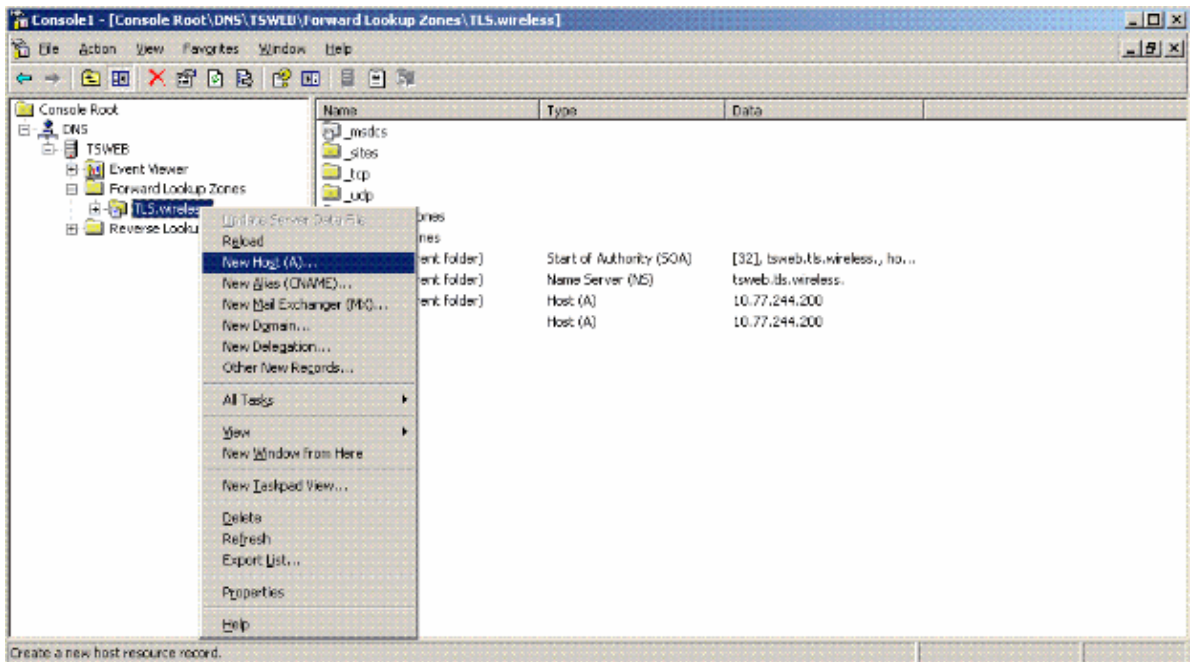 Console1 - [Console Root\DNS\TSWEB\Forward Lookup Zones\TLS.wireless]
File Action View Favorites Window Help
Console Root
DNS
TSWEB
Event Viewer
Forward Lookup Zones
TLS.wireless
Reverse Looku
Name Type Data
_msdcs
_sites
_tcp
_udp
ones
nes
ent folder) Start of Authority (SOA) [32], tsweb.tls.wireless., ho...
ent folder) Name Server (NS) tsweb.tls.wireless.
ent folder) Host (A) 10.77.244.200
Host (A) 10.77.244.200
Update Server Data File
Reload
New Host (A)...
New Alias (CNAME)...
New Mail Exchanger (MX)...
New Domain...
New Delegation...
Other New Records...
All Tasks
View
New Window from Here
New Taskpad View...
Delete
Refresh
Export List...
Properties
Help
Create a new host resource record.